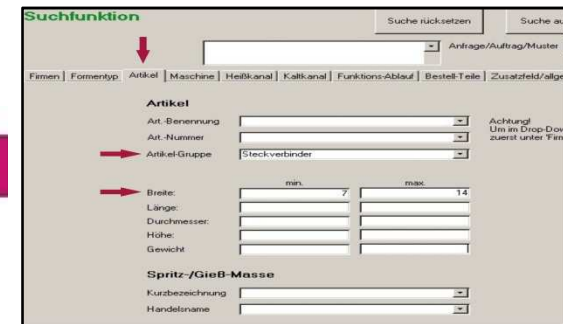 Suchfunktion
Suche rücksetzen
Suche au
Anfrage/Auftrag/Muster
Firmen Formentyp Artikel Maschine Heißkanal Kaltkanal Funktions-Ablauf Bestell-Teile Zusatzfeld/allge
Artikel
Art.-Benennung
Achtung!
Art.-Nummer
Um im Drop-Dow
zuerst unter 'Firm
Artikel-Gruppe Steckverbinder
min. max.
Breite: 7 14
Länge:
Durchmesser:
Höhe:
Gewicht
Spritz-/Gieß-Masse
Kurzbezeichnung
Handelsname